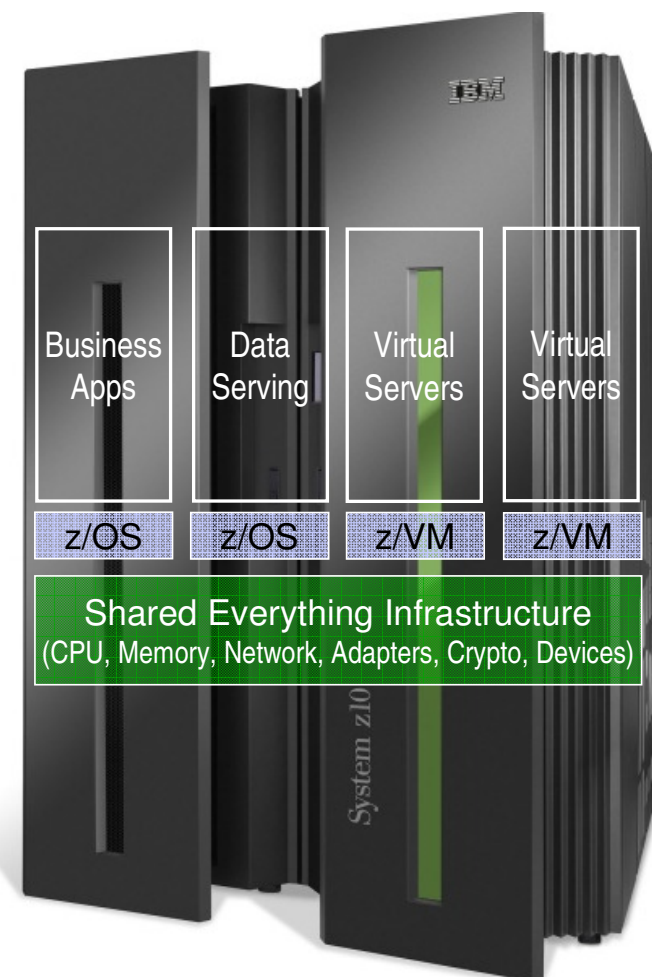 IBM
Business
Apps
Data
Serving
Virtual
Servers
Virtual
Servers
z/OS
z/OS
z/VM
z/VM
Shared Everything Infrastructure
(CPU, Memory, Network, Adapters, Crypto, Devices)
System z10